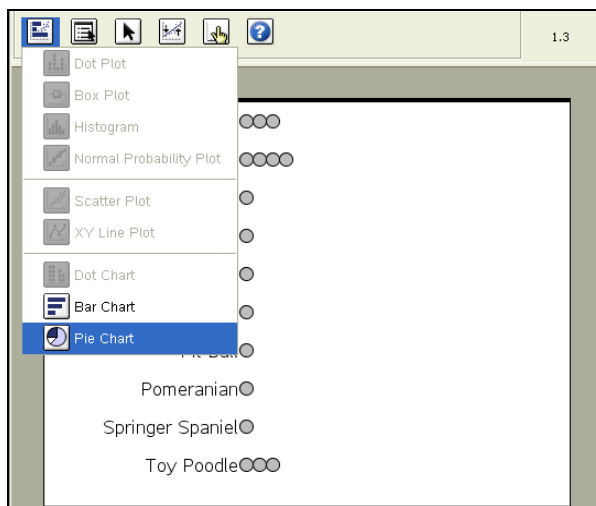 1.3
Dot Plot
Box Plot
Histogram
Normal Probability Plot
Scatter Plot
XY Line Plot
Dot Chart
Bar Chart
Pie Chart
Pomeranian
Springer Spaniel
Toy Poodle